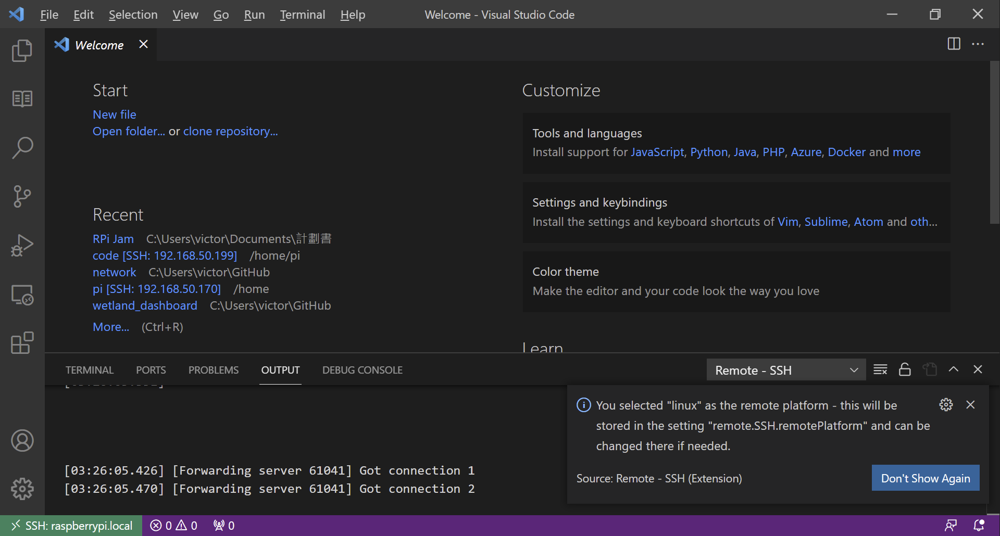 File Edit Selection View Go Run Terminal Help
Welcome - Visual Studio Code
Welcome
Start
New file
Open folder... or clone repository...
Recent
RPi Jam C:\Users\victor\Documents\計劃書
code [SSH: 192.168.50.199] /home/pi
network C:\Users\victor\GitHub
pi [SSH: 192.168.50.170] /home
wetland_dashboard C:\Users\victor\GitHub
More... (Ctrl+R)
Customize
Tools and languages
Install support for JavaScript, Python, Java, PHP, Azure, Docker and more
Settings and keybindings
Install the settings and keyboard shortcuts of Vim, Sublime, Atom and oth...
Color theme
Make the editor and your code look the way you love
Learn
TERMINAL PORTS PROBLEMS OUTPUT DEBUG CONSOLE
Remote - SSH
[03:26:05.426] [Forwarding server 61041] Got connection 1
[03:26:05.470] [Forwarding server 61041] Got connection 2
You selected "linux" as the remote platform - this will be
stored in the setting "remote.SSH.remotePlatform" and can be
changed there if needed.
Source: Remote - SSH (Extension)
Don't Show Again
SSH: raspberrypi.local 0 0 0